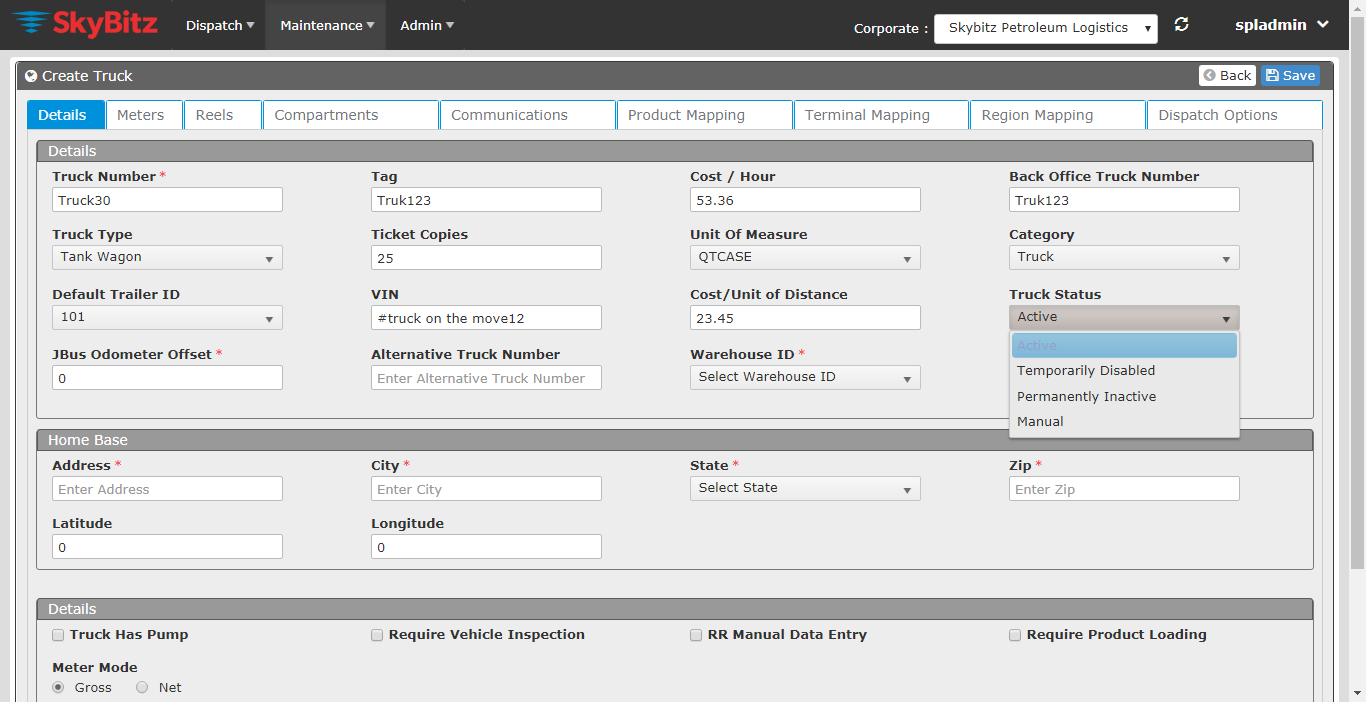 SkyBitz Dispatch Maintenance Admin Corporate : Skybitz Petroleum Logistics spladmin
Create Truck Back Save
Details Meters Reels Compartments Communications Product Mapping Terminal Mapping Region Mapping Dispatch Options
Details
Truck Number * Tag Cost / Hour Back Office Truck Number
Truck30 Truk123 53.36 Truk123
Truck Type Ticket Copies Unit Of Measure Category
Tank Wagon 25 QTCASE Truck
Default Trailer ID VIN Cost/Unit of Distance Truck Status
101 #truck on the move12 23.45 Active
Active
JBus Odometer Offset * Alternative Truck Number Warehouse ID *
Temporarily Disabled
0 Enter Alternative Truck Number Select Warehouse ID
Permanently Inactive
Manual
Home Base
Address * City * State * Zip *
Enter Address Enter City Select State Enter Zip
Latitude Longitude
0 0
Details
Truck Has Pump Require Vehicle Inspection RR Manual Data Entry Require Product Loading
Meter Mode
Gross Net